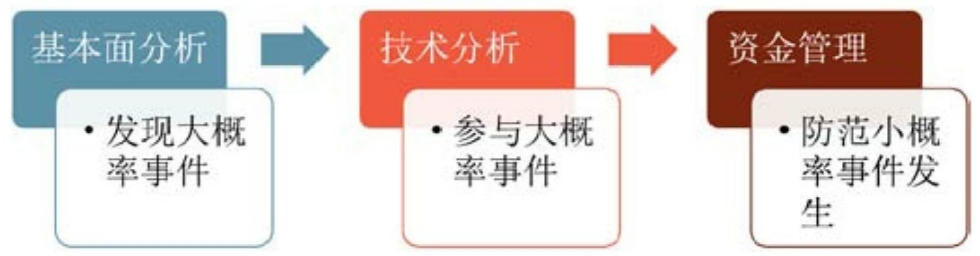 基本面分析
• 发现大概
率事件
技术分析
• 参与大概
率事件
资金管理
• 防范小概
率事件发
生